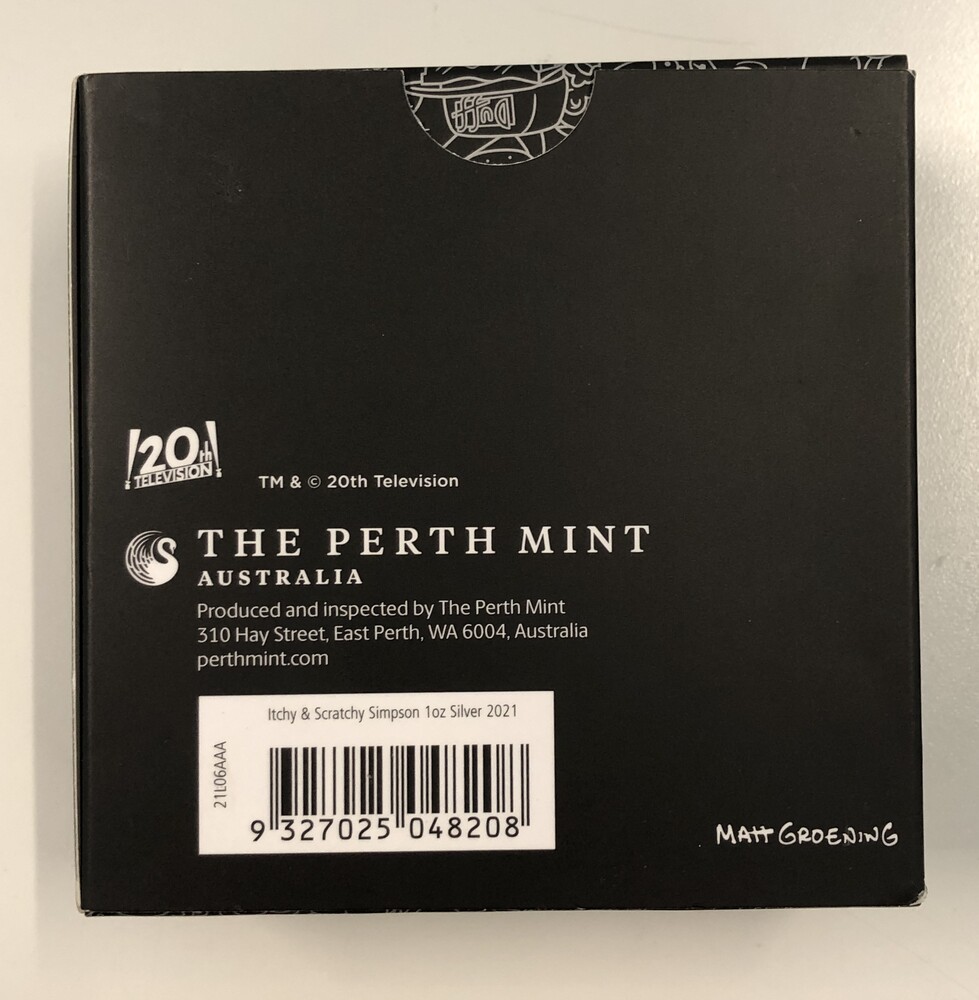 Duff
20th
TELEVISION
TM & © 20th Television
THE PERTH MINT
AUSTRALIA
Produced and inspected by The Perth Mint
310 Hay Street, East Perth, WA 6004, Australia
perthmint.com
Itchy & Scratchy Simpson 1oz Silver 2021
21L06AAA
9 327025 048208
MATT GROENING